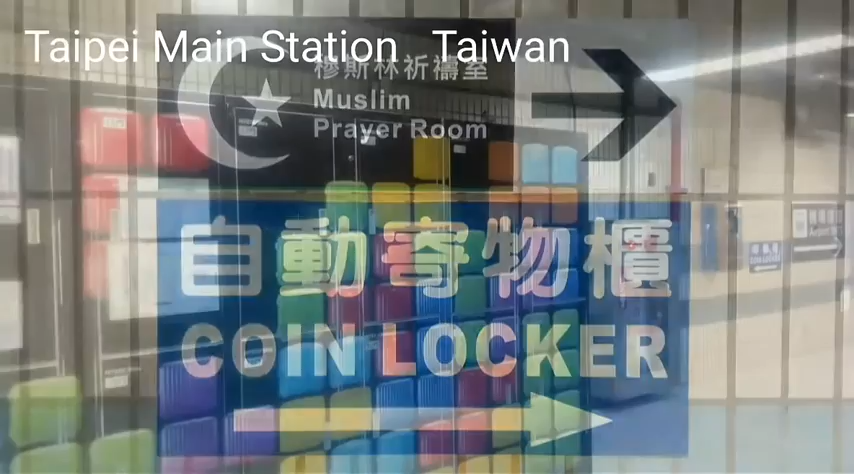 Taipei Main Station Taiwan
穆斯林祈禱室
Muslim
Prayer Room
自動寄物櫃
COIN LOCKER